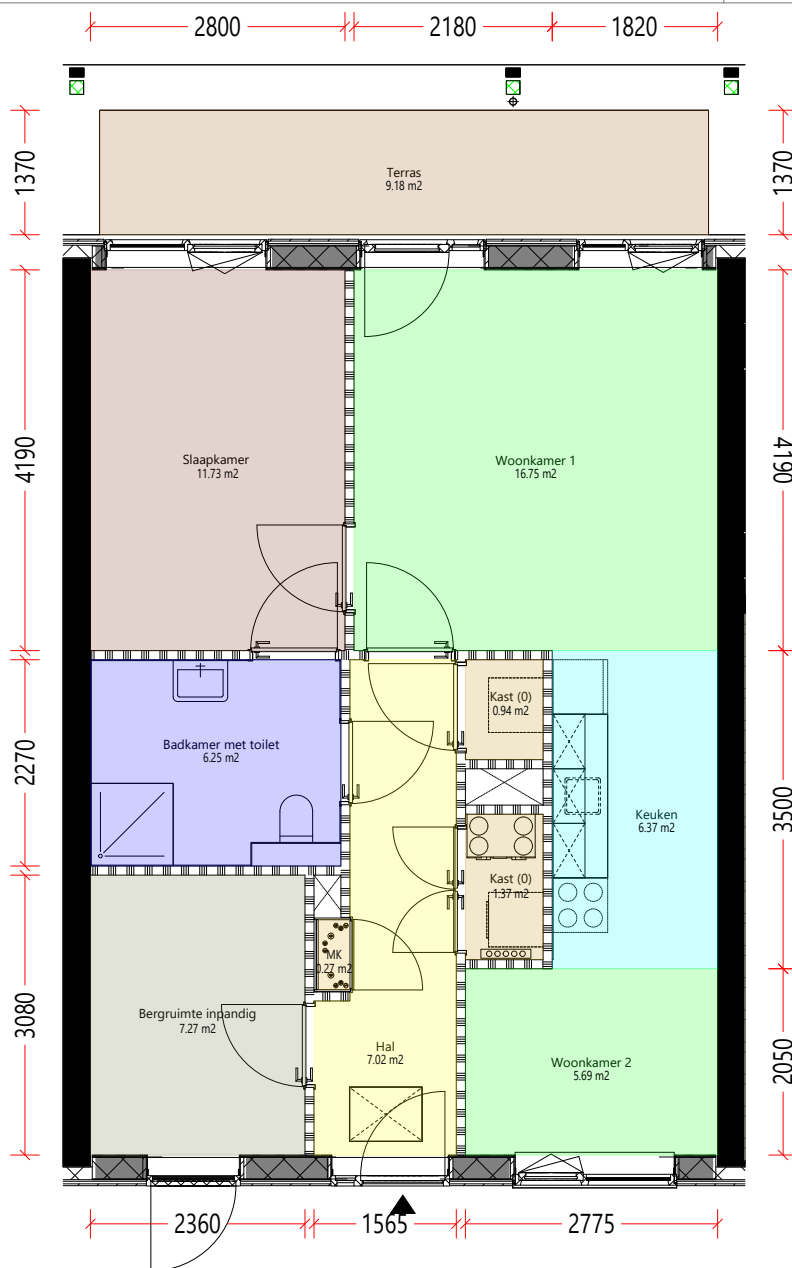 2800
2180
1820
1370
1370
Terras
9.18 m2
4190
4190
Slaapkamer
11.73 m2
Woonkamer 1
16.75 m2
2270
Badkamer met toilet
6.25 m2
Kast (0)
0.94 m2
Keuken
6.37 m2
3500
Kast (0)
1.37 m2
3080
MK
0.27 m2
Bergruimte inpandig
7.27 m2
Hal
7.02 m2
Woonkamer 2
5.69 m2
2050
2360
1565
2775